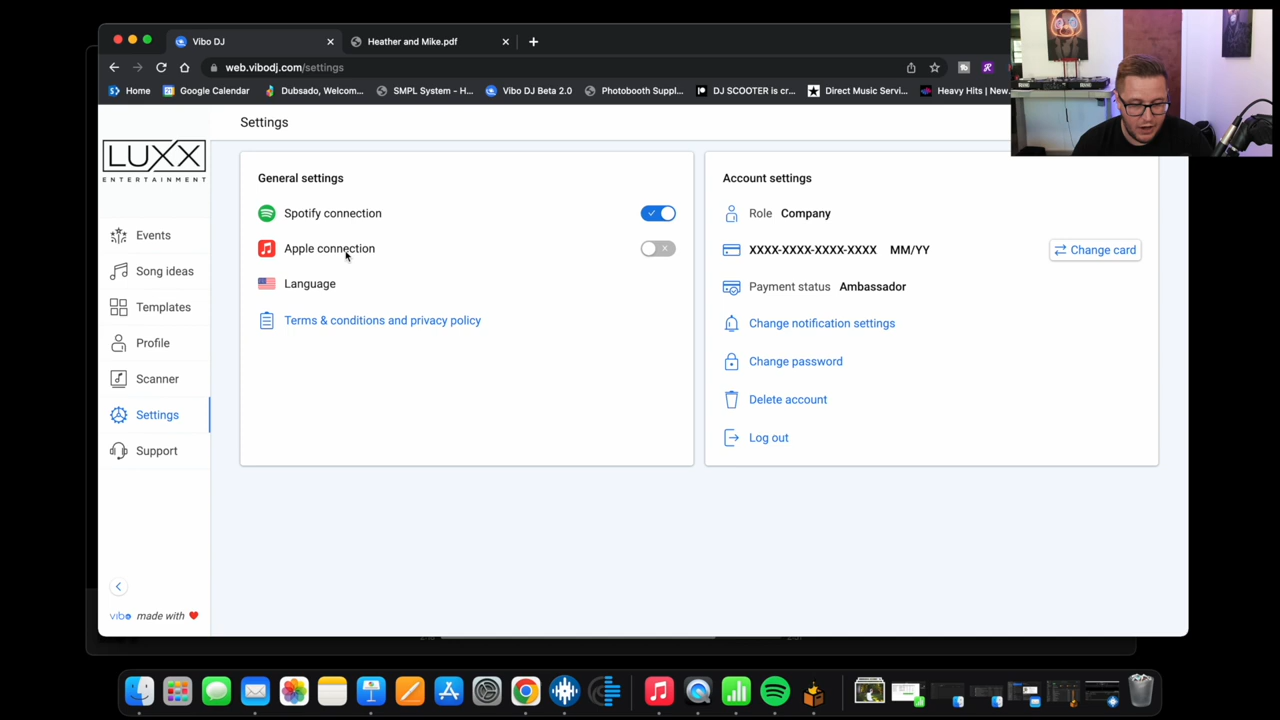 Vibo DJ
Heather and Mike.pdf
web.vibodj.com/settings
Home
Google Calendar
Dubsado, Welcom...
SMPL System - H...
Vibo DJ Beta 2.0
Photobooth Suppl...
DJ SCOOTER is cr...
Direct Music Servi...
Heavy Hits | New...
LUXX
ENTERTAINMENT
Settings
Events
Song ideas
Templates
Profile
Scanner
Settings
Support
vibo made with
General settings
Spotify connection
Apple connection
Language
Terms & conditions and privacy policy
Account settings
Role Company
XXXX-XXXX-XXXX-XXXX MM/YY
Change card
Payment status Ambassador
Change notification settings
Change password
Delete account
Log out